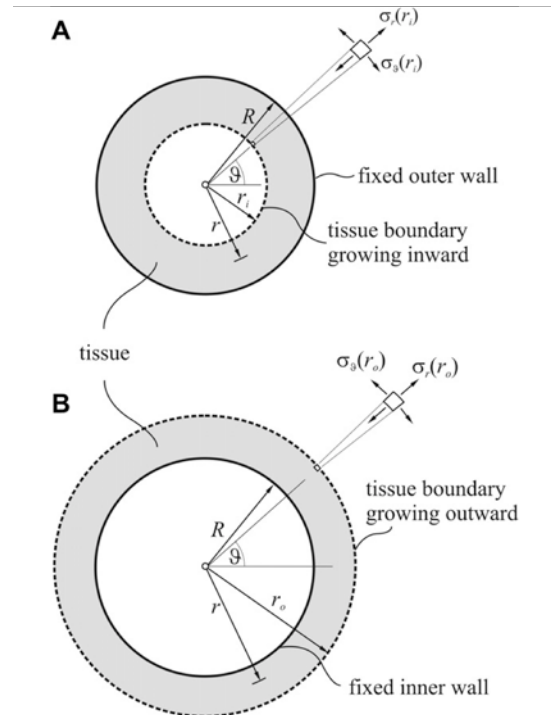 A
σr(ri)
σϑ(ri)
R
ϑ
ri
r
fixed outer wall
tissue boundary
growing inward
tissue
B
σϑ(ro)
σr(ro)
R
ϑ
ro
r
tissue boundary
growing outward
fixed inner wall